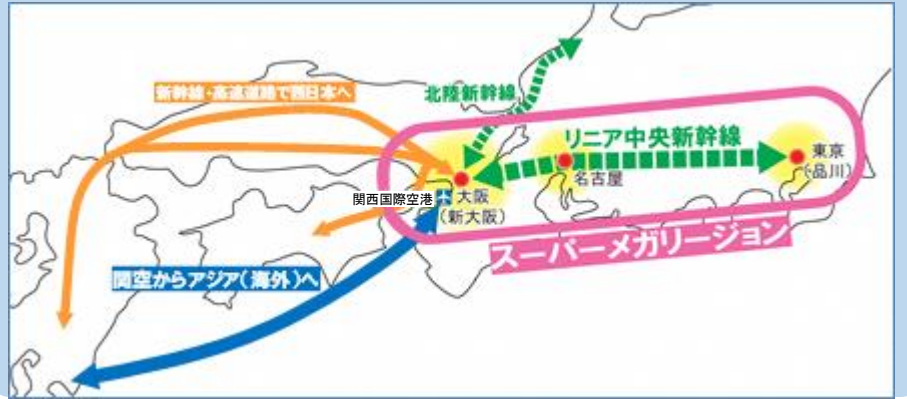 新幹線・高速道路で西日本へ
北陸新幹線
リニア中央新幹線
東京
(品川)
名古屋
関西国際空港
大阪
(新大阪)
スーパーメガリージョン
関空からアジア(海外)へ